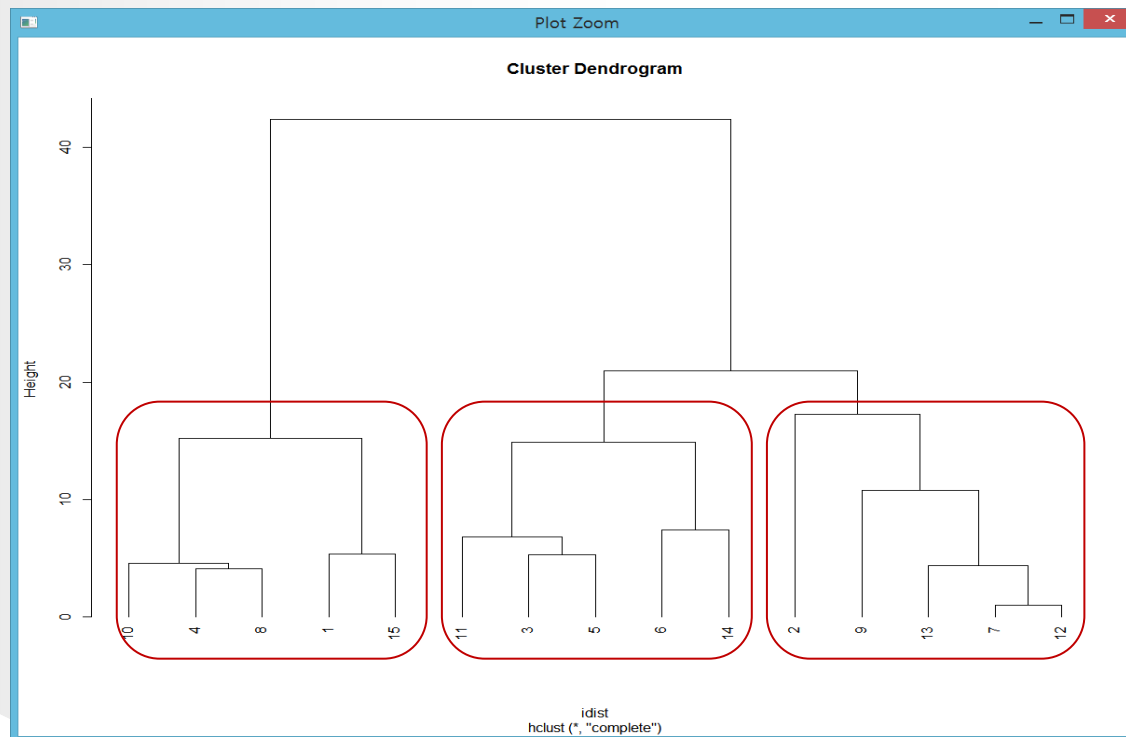 Plot Zoom
Cluster Dendrogram
Height
40
30
20
10
0
10 4 8 1 15 11 3 5 6 14 2 9 13 7 12
idist
hclust (*, "complete")